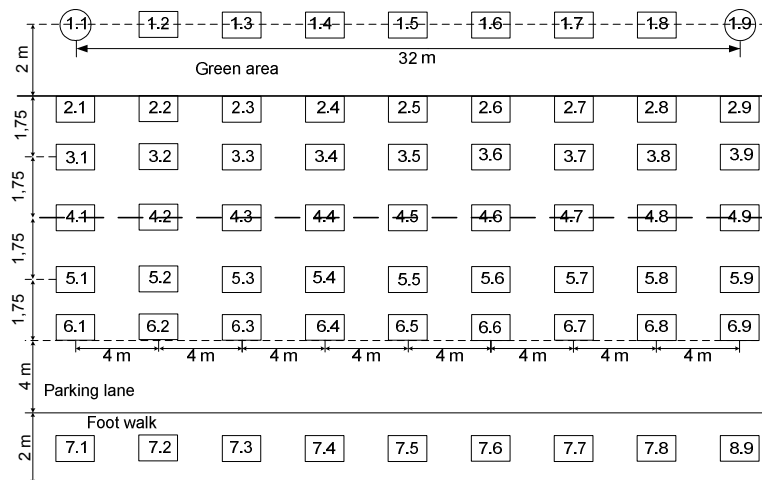 1.1 1.2 1.3 1.4 1.5 1.6 1.7 1.8 1.9
2 m
32 m
Green area
2.1 2.2 2.3 2.4 2.5 2.6 2.7 2.8 2.9
1,75
3.1 3.2 3.3 3.4 3.5 3.6 3.7 3.8 3.9
1,75
4.1 4.2 4.3 4.4 4.5 4.6 4.7 4.8 4.9
1,75
5.1 5.2 5.3 5.4 5.5 5.6 5.7 5.8 5.9
1,75
6.1 6.2 6.3 6.4 6.5 6.6 6.7 6.8 6.9
4 m 4 m 4 m 4 m 4 m 4 m 4 m 4 m
4 m
Parking lane
Foot walk
2 m
7.1 7.2 7.3 7.4 7.5 7.6 7.7 7.8 8.9